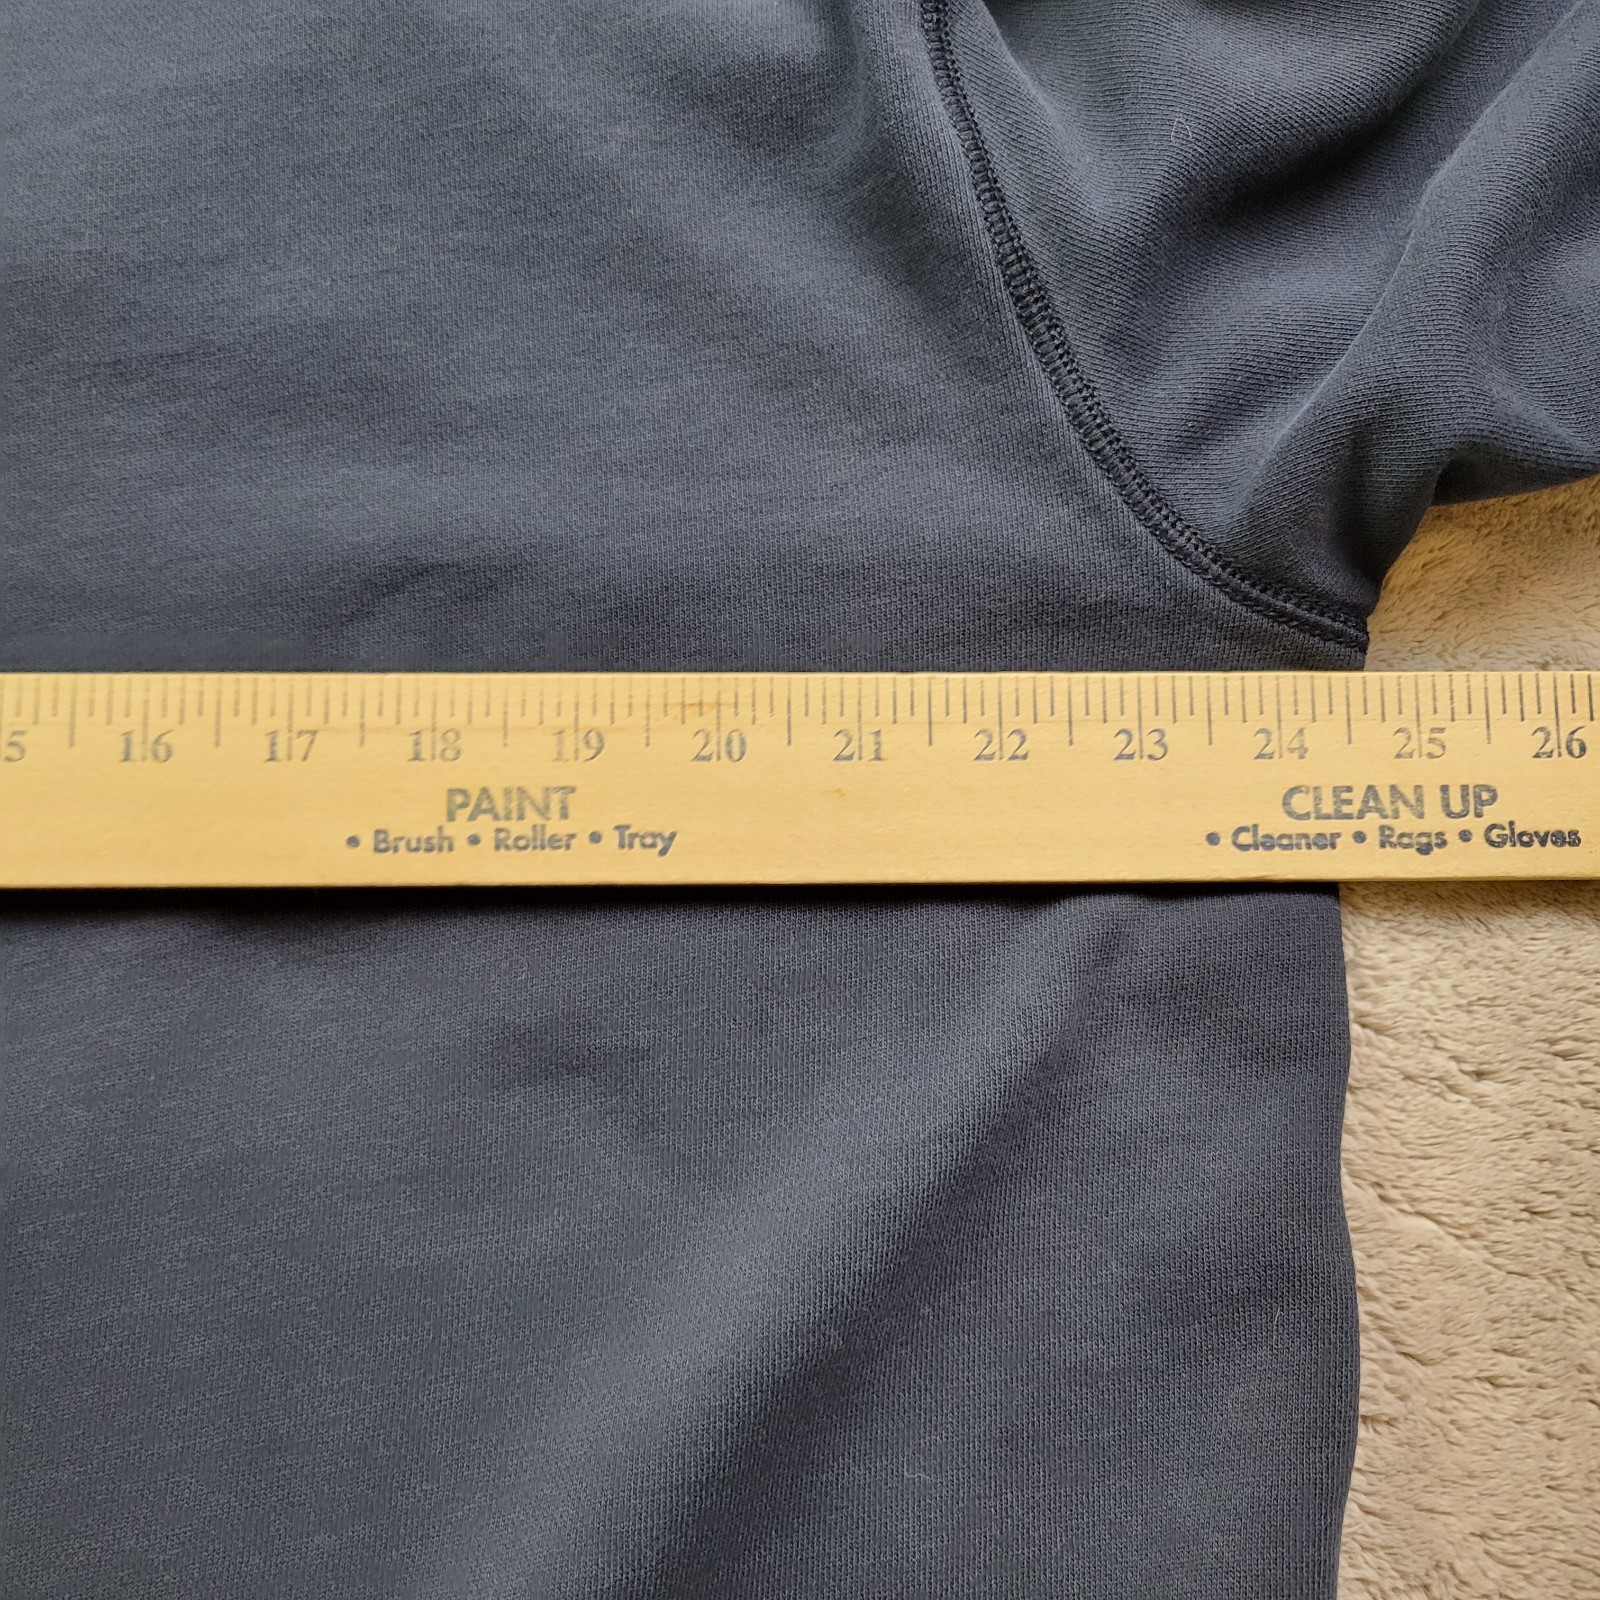 5 16 17 18 19 20 21 22 23 24 25 26
PAINT CLEAN UP
• Brush • Roller • Tray • Cleaner • Rags • Gloves